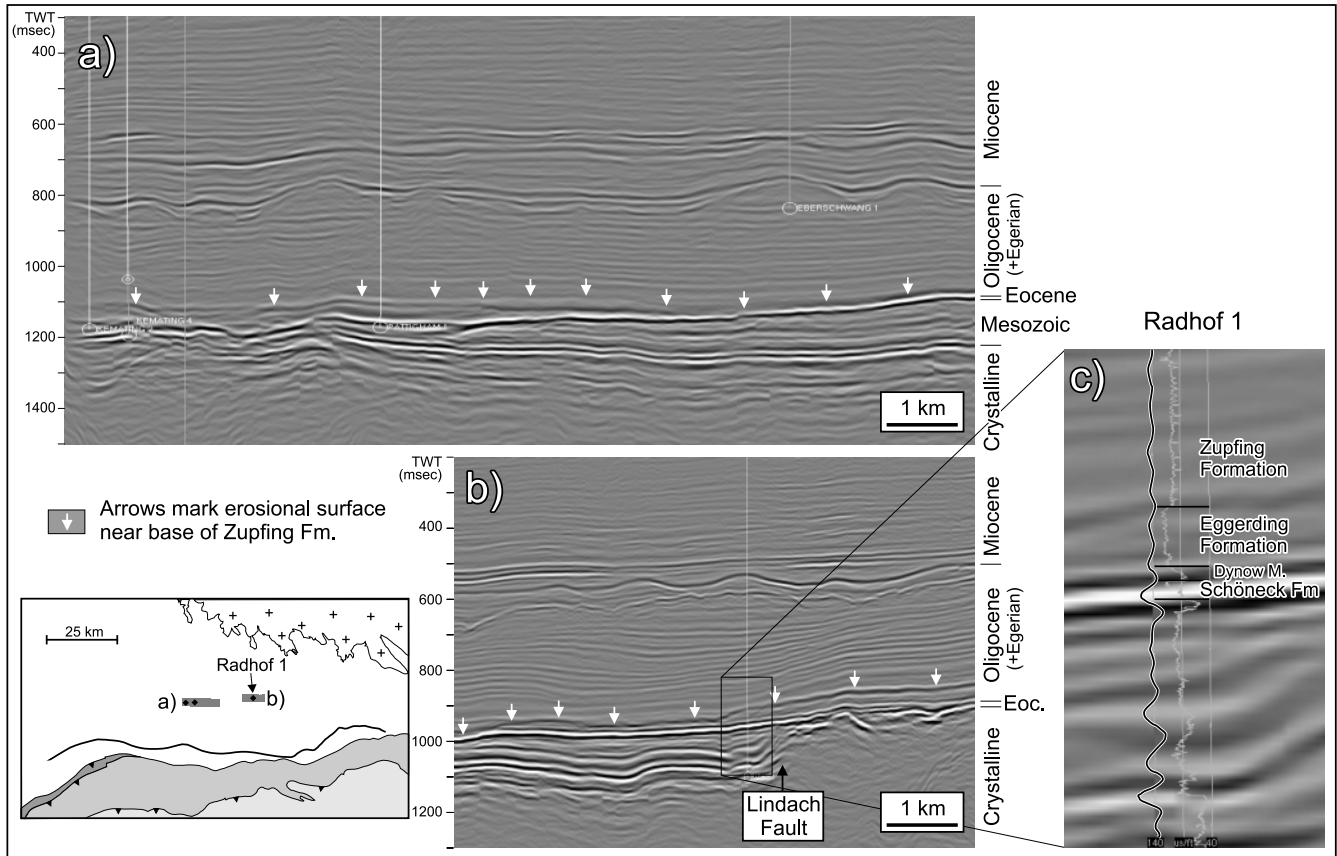 TWT
(msec)
a)
400
600
800
1000
1200
1400
EBERSCHWANG 1
KEMATING 4
Miocene
Oligocene
(+Egerian)
Eocene
Mesozoic
Crystalline
1 km
Radhof 1
c)
Zupfing
Formation
Eggerding
Formation
Dynow M.
Schöneck Fm
140 us/ft 40
Arrows mark erosional surface
near base of Zupfing Fm.
25 km
Radhof 1
a)
b)
TWT
(msec)
b)
400
600
800
1000
1200
Miocene
Oligocene
(+Egerian)
Eoc.
Crystalline
Lindach
Fault
1 km